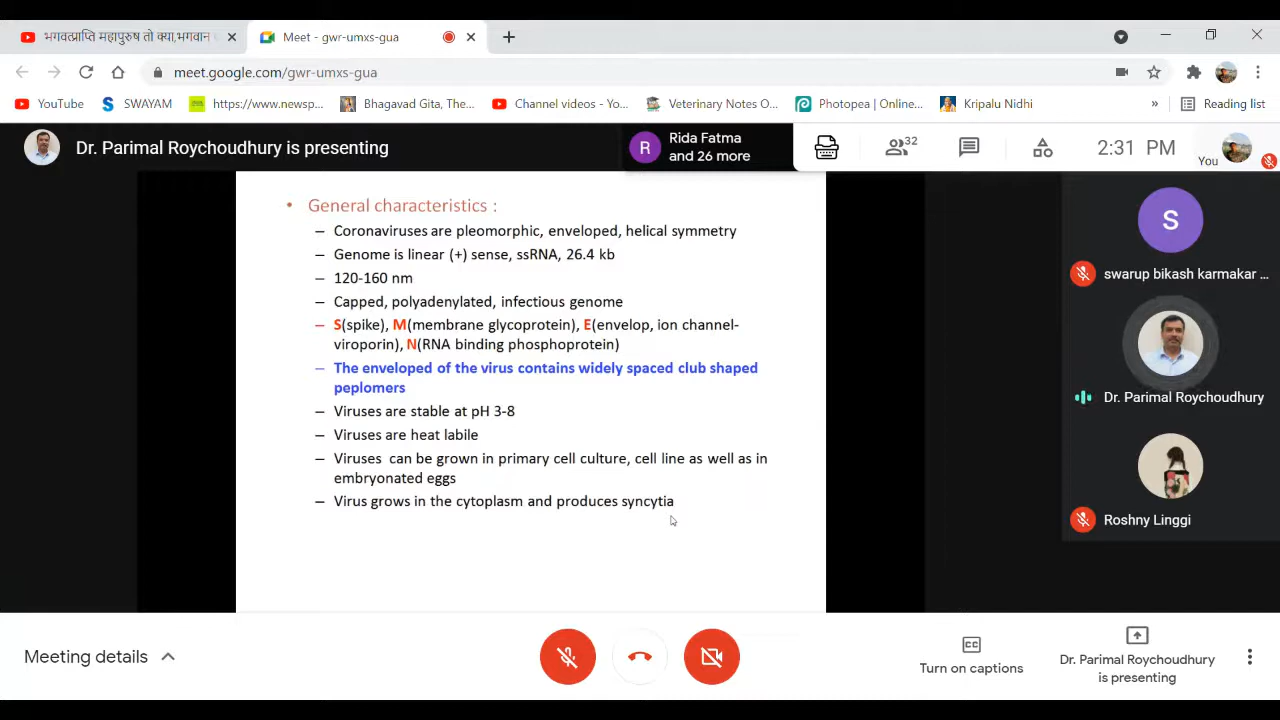 भगवत्प्राप्ति महापुरुष तो क्या,भगवान
Meet - gwr-umxs-gua
meet.google.com/gwr-umxs-gua
YouTube
SWAYAM
https://www.newsp...
Bhagavad Gita, The...
Channel videos - Yo...
Veterinary Notes O...
Photopea | Online...
Kripalu Nidhi
»
Reading list
Dr. Parimal Roychoudhury is presenting
R
Rida Fatma
and 26 more
32
2:31 PM
You
• General characteristics :
– Coronaviruses are pleomorphic, enveloped, helical symmetry
– Genome is linear (+) sense, ssRNA, 26.4 kb
– 120-160 nm
– Capped, polyadenylated, infectious genome
– S(spike), M(membrane glycoprotein), E(envelop, ion channel-
viroporin), N(RNA binding phosphoprotein)
– The enveloped of the virus contains widely spaced club shaped
peplomers
– Viruses are stable at pH 3-8
– Viruses are heat labile
– Viruses can be grown in primary cell culture, cell line as well as in
embryonated eggs
– Virus grows in the cytoplasm and produces syncytia
S
swarup bikash karmakar ...
Dr. Parimal Roychoudhury
Roshny Linggi
Meeting details
CC
Turn on captions
Dr. Parimal Roychoudhury
is presenting